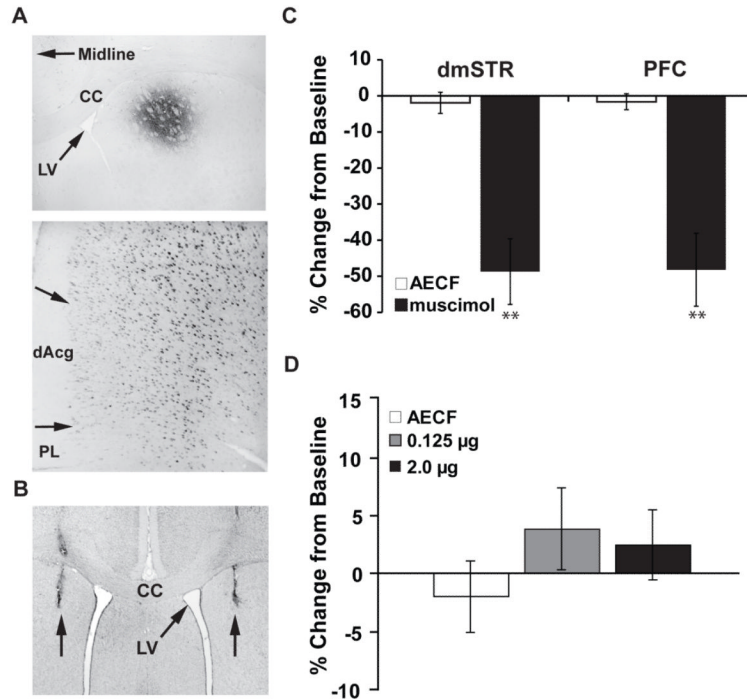 A
Midline
CC
LV
dAcg
PL
B
CC
LV
C
% Change from Baseline
10
0
-10
-20
-30
-40
-50
-60
dmSTR
PFC
AECF
muscimol
**
**
D
% Change from Baseline
15
10
5
0
-5
-10
AECF
0.125 µg
2.0 µg